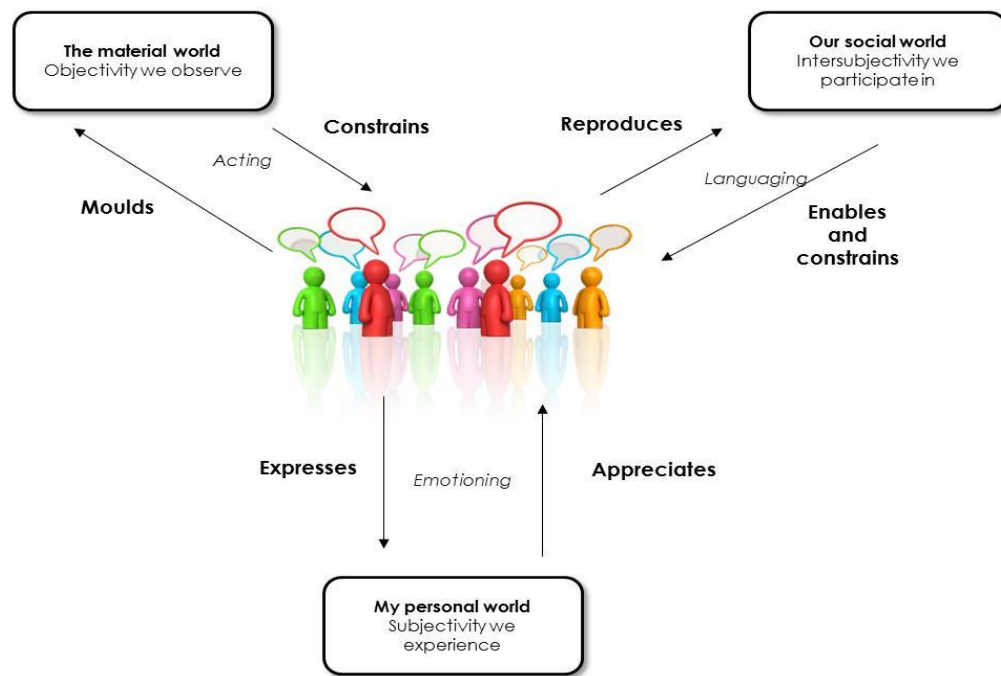 The material world
Objectivity we observe
Our social world
Intersubjectivity we
participate in
Constrains
Reproduces
Acting
Languaging
Moulds
Enables
and
constrains
Expresses
Emotioning
Appreciates
My personal world
Subjectivity we
experience